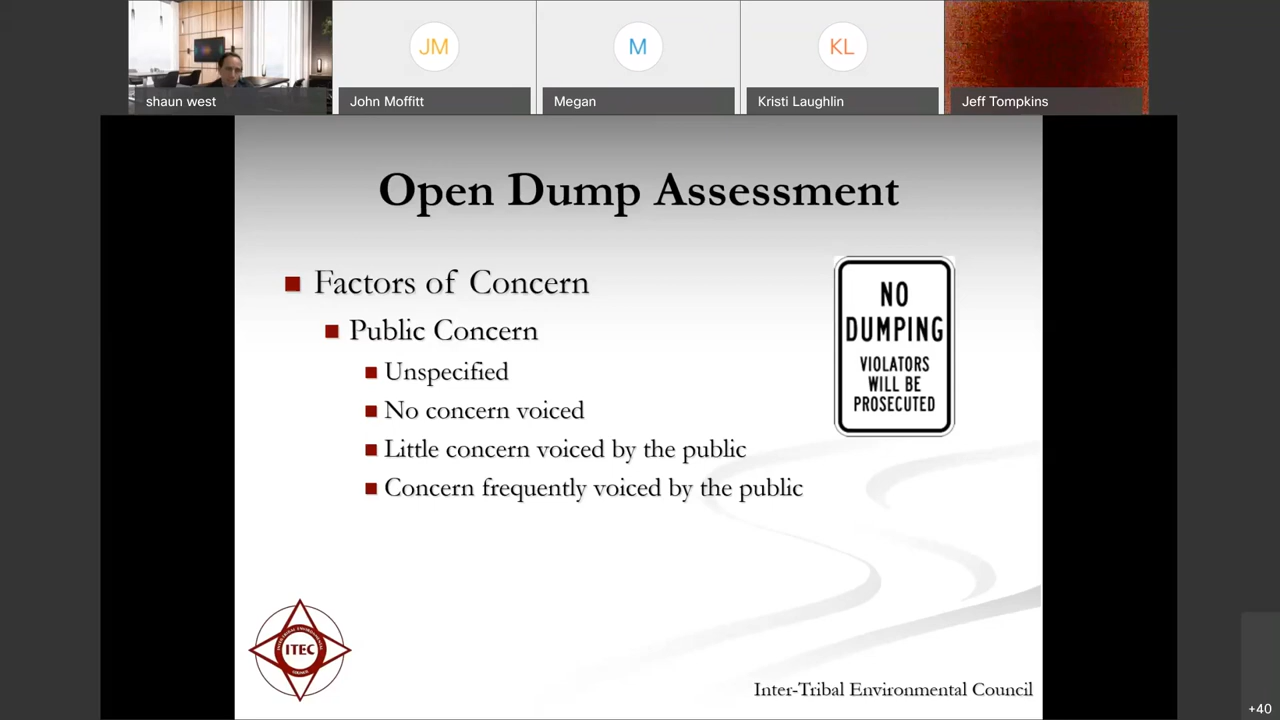 JM
M
KL
shaun west
John Moffitt
Megan
Kristi Laughlin
Jeff Tompkins
Open Dump Assessment
Factors of Concern
Public Concern
Unspecified
No concern voiced
Little concern voiced by the public
Concern frequently voiced by the public
NO
DUMPING
VIOLATORS
WILL BE
PROSECUTED
ITEC
Inter-Tribal Environmental Council
+40